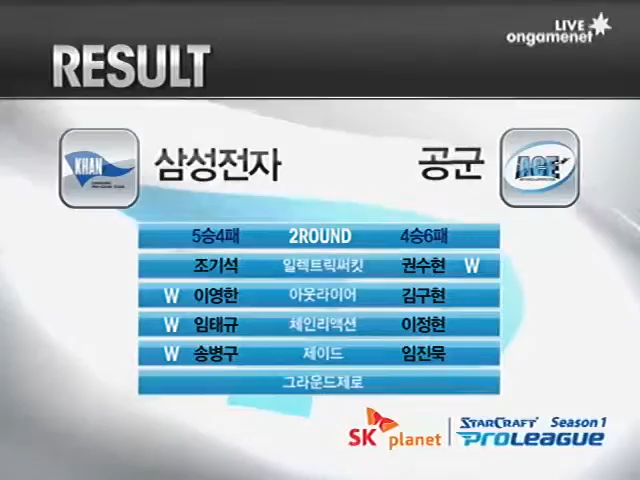 LIVE
ongamenet
RESULT
KHAN 삼성전자 공군 ACE
5승4패 2ROUND 4승6패
조기석 일렉트릭써킷 권수현 W
W 이영한 아웃라이어 김구현
W 임태규 체인리액션 이정현
W 송병구 제이드 임진묵
그라운드제로
SK planet STARCRAFT Season 1
PROLEAGUE